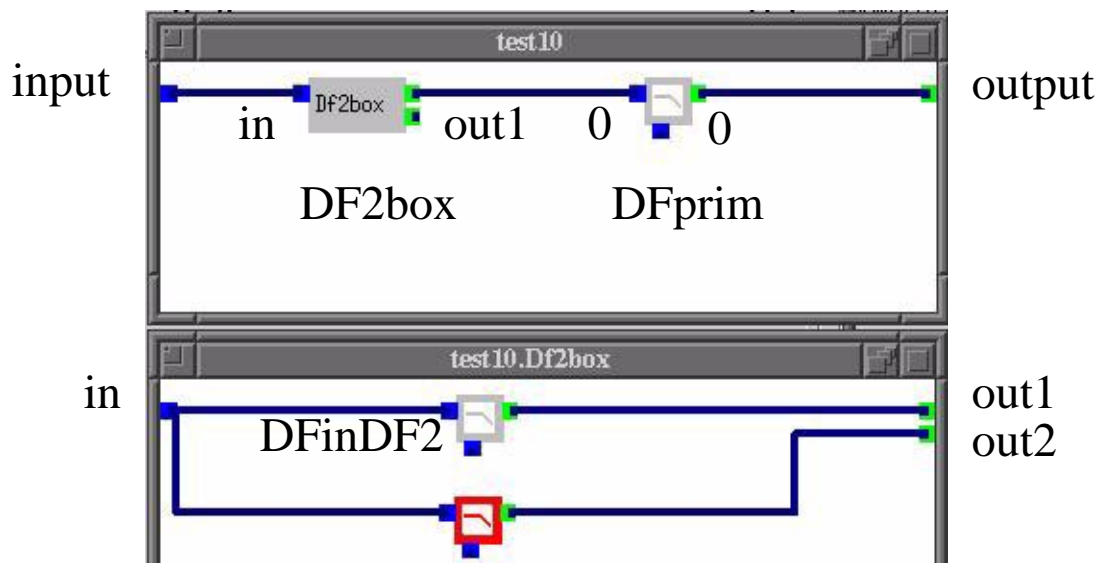 test10
input
output
Df2box
in
out1
0
0
DF2box
DFprim
test10.Df2box
in
out1
DFinDF2
out2